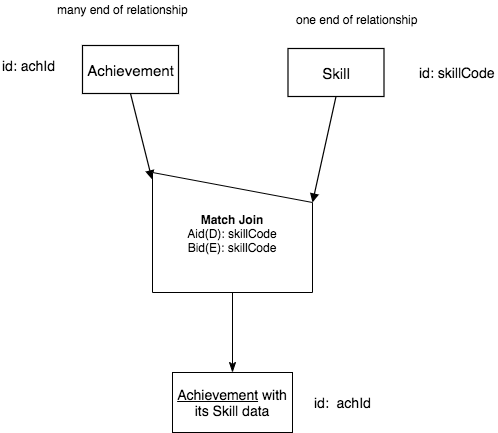 many end of relationship
one end of relationship
id: achId
Achievement
Skill
id: skillCode
Match Join
Aid(D): skillCode
Bid(E): skillCode
Achievement with
its Skill data
id: achId